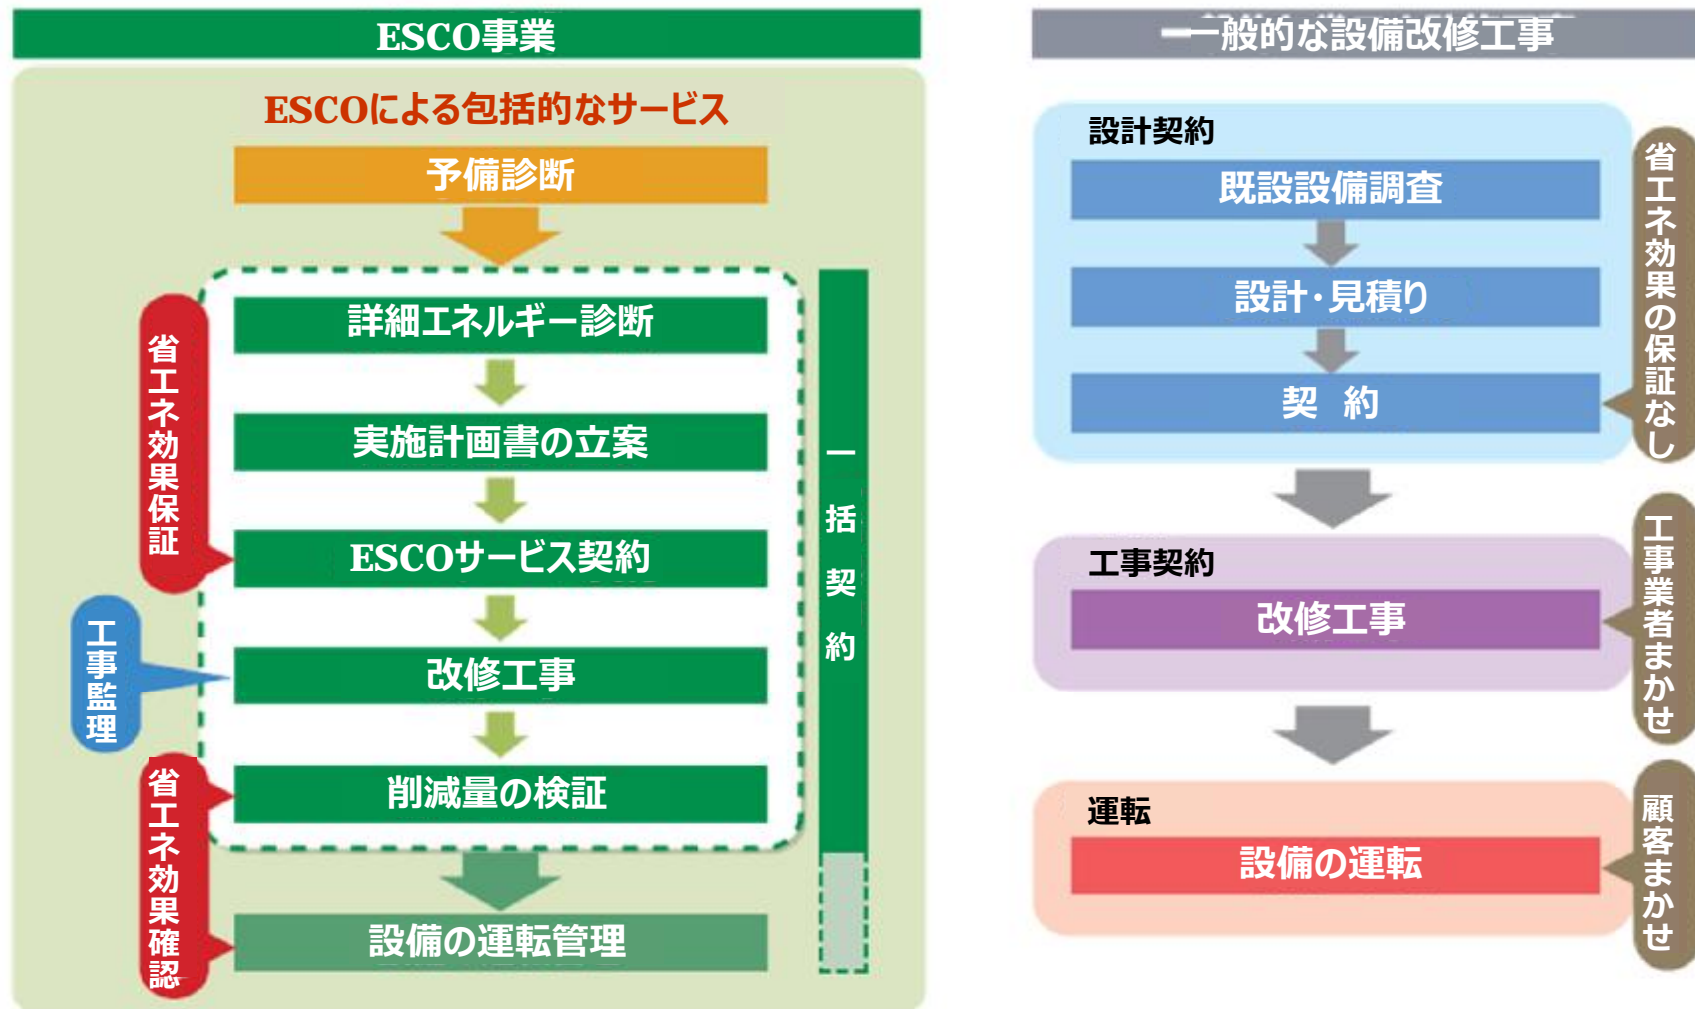 ESCO事業
ESCOによる包括的なサービス
予備診断
詳細エネルギー診断
実施計画書の立案
ESCOサービス契約
改修工事
削減量の検証
設備の運転管理
省エネ効果保証
工事監理
省エネ効果確認
一括契約
一般的な設備改修工事
設計契約
既設設備調査
設計・見積り
契 約
省エネ効果の保証なし
工事契約
改修工事
工事業者まかせ
運転
設備の運転
顧客まかせ